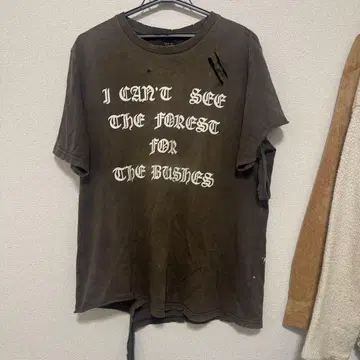 I CAN'T SEE
THE FOREST
FOR
THE BUSHES